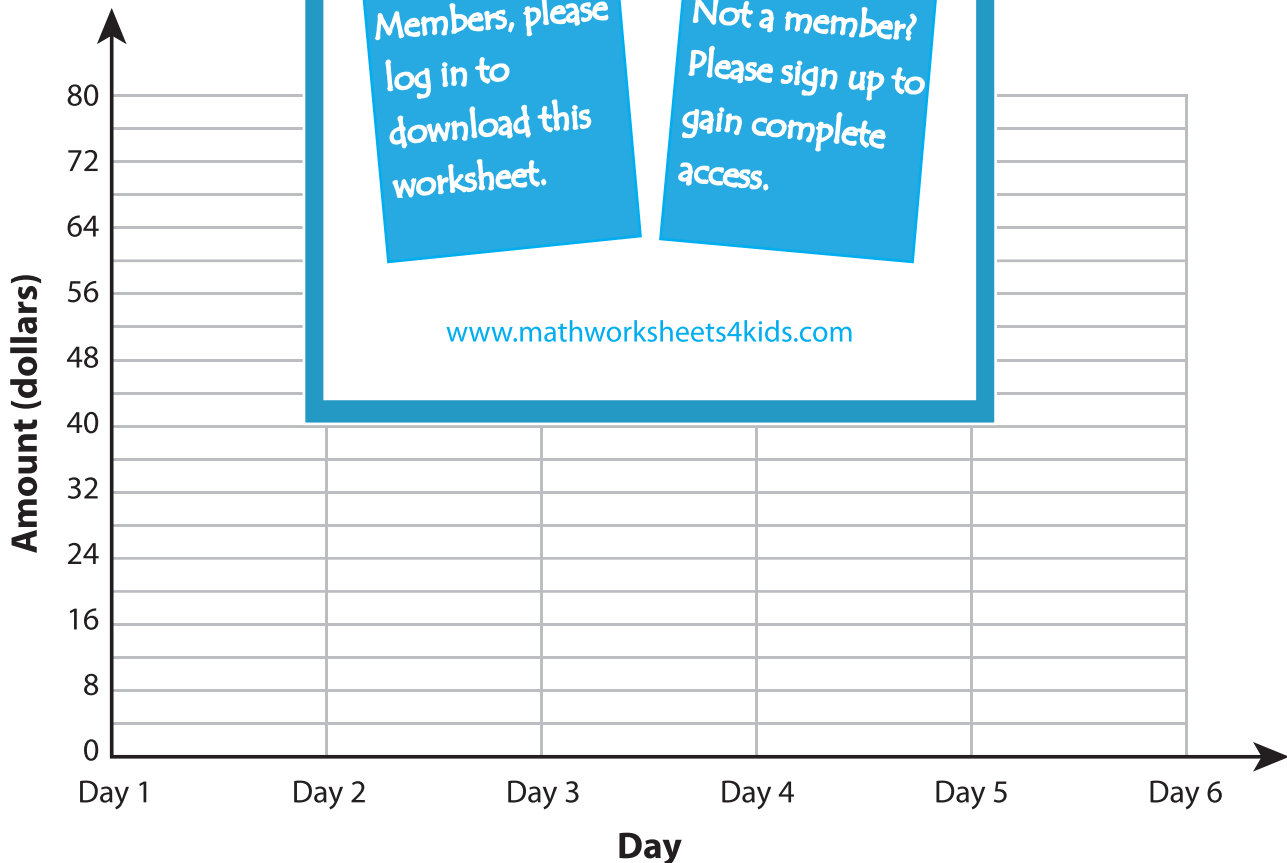 Members, please
log in to
download this
worksheet.
Not a member?
Please sign up to
gain complete
access.
www.mathworksheets4kids.com
Amount (dollars)
80
72
64
56
48
40
32
24
16
8
0
Day 1 Day 2 Day 3 Day 4 Day 5 Day 6
Day